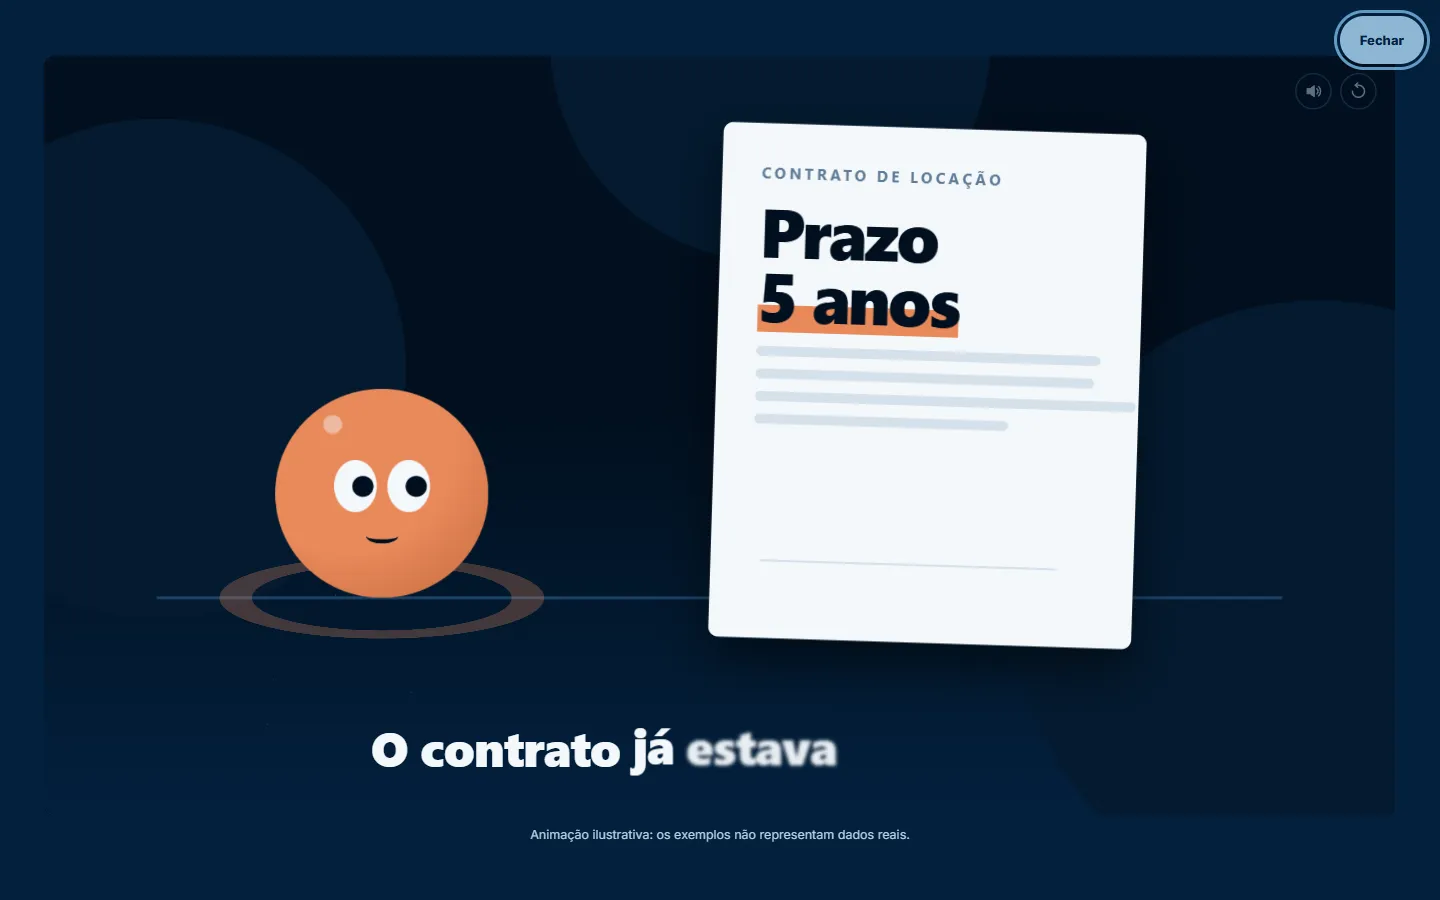 Fechar
CONTRATO DE LOCAÇÃO
Prazo
5 anos
O contrato já estava
Animação ilustrativa: os exemplos não representam dados reais.